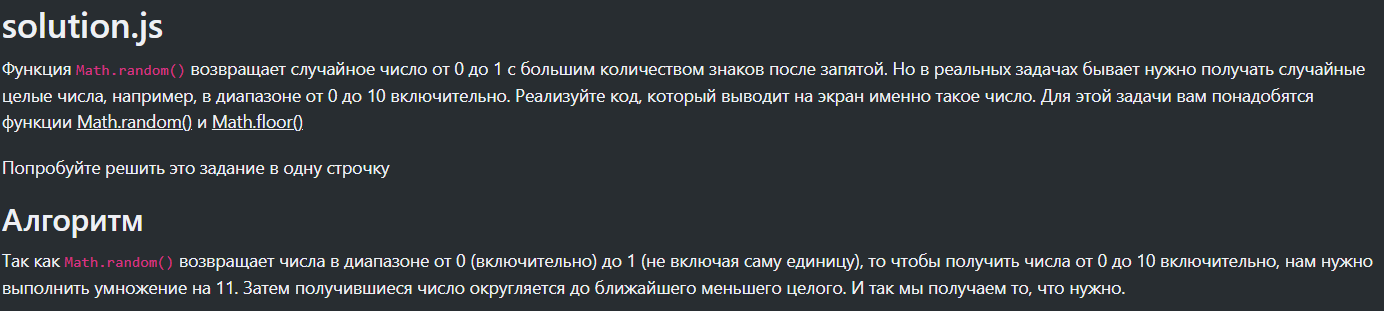 solution.js
Функция Math.random() возвращает случайное число от 0 до 1 с большим количеством знаков после запятой. Но в реальных задачах бывает нужно получать случайные
целые числа, например, в диапазоне от 0 до 10 включительно. Реализуйте код, который выводит на экран именно такое число. Для этой задачи вам понадобятся
функции Math.random() и Math.floor()
Попробуйте решить это задание в одну строчку
Алгоритм
Так как Math.random() возвращает числа в диапазоне от 0 (включительно) до 1 (не включая саму единицу), то чтобы получить числа от 0 до 10 включительно, нам нужно
выполнить умножение на 11. Затем получившиеся число округляется до ближайшего меньшего целого. И так мы получаем то, что нужно.